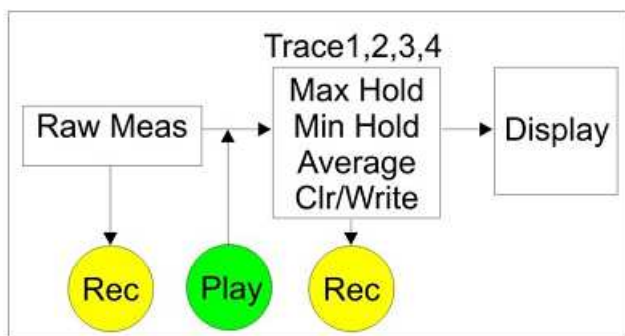 Trace1,2,3,4
Raw Meas
Max Hold
Min Hold
Average
Clr/Write
Display
Rec
Play
Rec